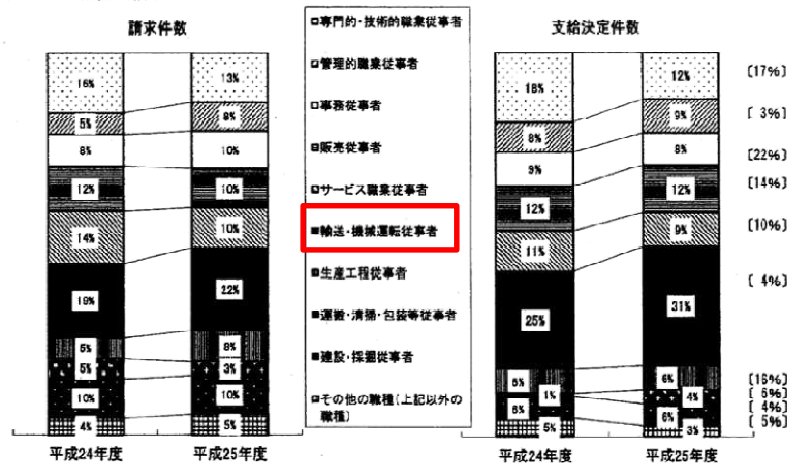 請求件数
16%
5%
8%
12%
14%
19%
5%
5%
10%
4%
平成24年度
13%
8%
10%
10%
10%
22%
8%
3%
10%
5%
平成25年度
専門的・技術的職業従事者
管理的職業従事者
事務従事者
販売従事者
サービス職業従事者
輸送・機械運転従事者
生産工程従事者
運搬・清掃・包装等従事者
建設・採掘従事者
その他の職種(上記以外の
職種)
支給決定件数
18%
8%
9%
12%
11%
25%
1%
5%
平成24年度
12%
9%
8%
12%
9%
31%
6%
4%
6%
3%
平成25年度
[17%]
[ 3%]
[22%]
[14%]
[10%]
[ 4%]
[16%]
[ 6%]
[ 4%]
[ 5%]